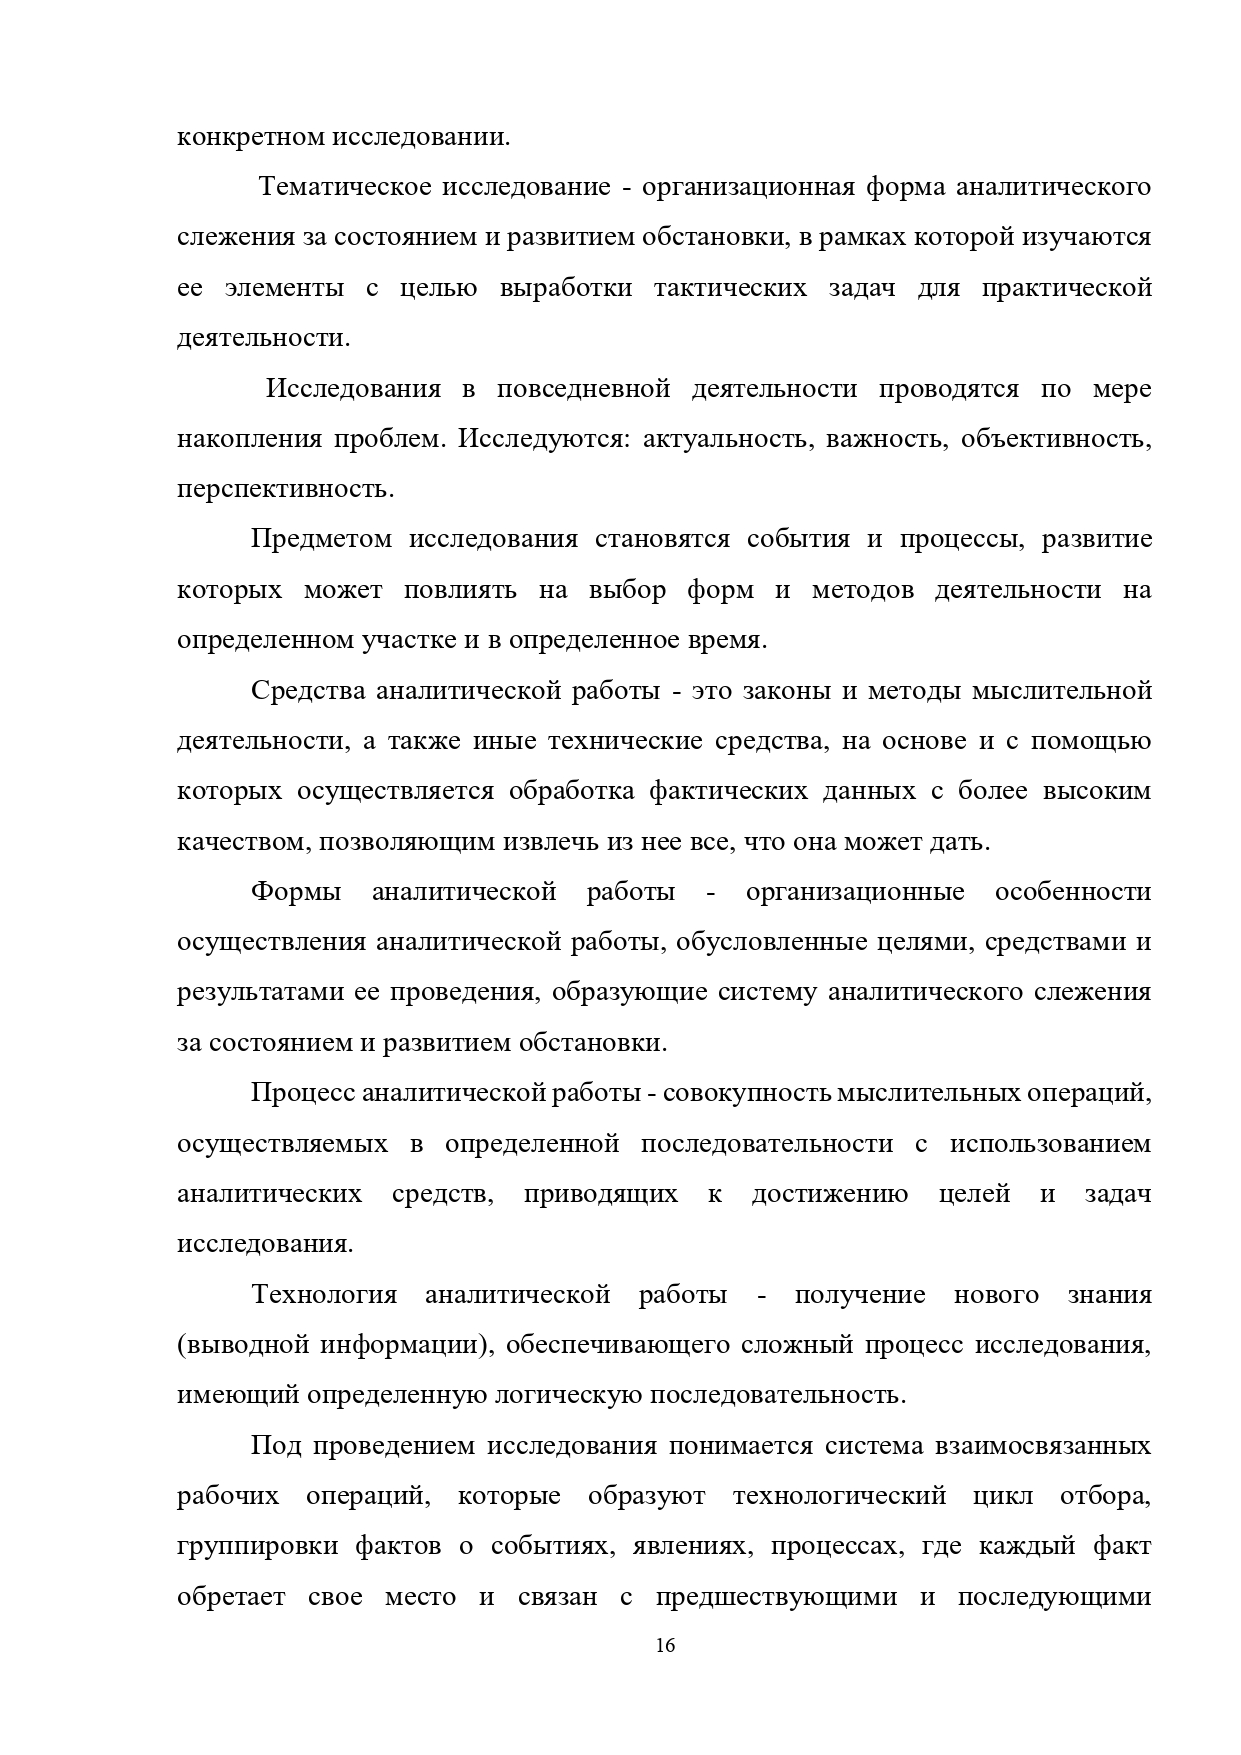 конкретном исследовании.
Тематическое исследование - организационная форма аналитического
слежения за состоянием и развитием обстановки, в рамках которой изучаются
ее элементы с целью выработки тактических задач для практической
деятельности.
Исследования в повседневной деятельности проводятся по мере
накопления проблем. Исследуются: актуальность, важность, объективность,
перспективность.
Предметом исследования становятся события и процессы, развитие
которых может повлиять на выбор форм и методов деятельности на
определенном участке и в определенное время.
Средства аналитической работы - это законы и методы мыслительной
деятельности, а также иные технические средства, на основе и с помощью
которых осуществляется обработка фактических данных с более высоким
качеством, позволяющим извлечь из нее все, что она может дать.
Формы аналитической работы - организационные особенности
осуществления аналитической работы, обусловленные целями, средствами и
результатами ее проведения, образующие систему аналитического слежения
за состоянием и развитием обстановки.
Процесс аналитической работы - совокупность мыслительных операций,
осуществляемых в определенной последовательности с использованием
аналитических средств, приводящих к достижению целей и задач
исследования.
Технология аналитической работы - получение нового знания
(выводной информации), обеспечивающего сложный процесс исследования,
имеющий определенную логическую последовательность.
Под проведением исследования понимается система взаимосвязанных
рабочих операций, которые образуют технологический цикл отбора,
группировки фактов о событиях, явлениях, процессах, где каждый факт
обретает свое место и связан с предшествующими и последующими
16